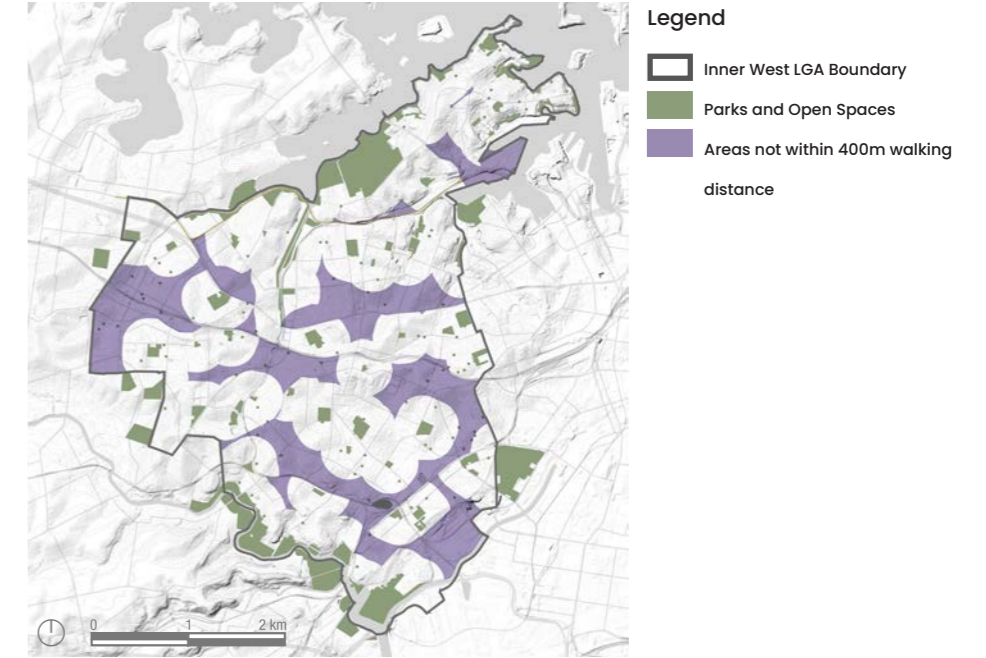 Legend
Inner West LGA Boundary
Parks and Open Spaces
Areas not within 400m walking
distance
0 1 2 km